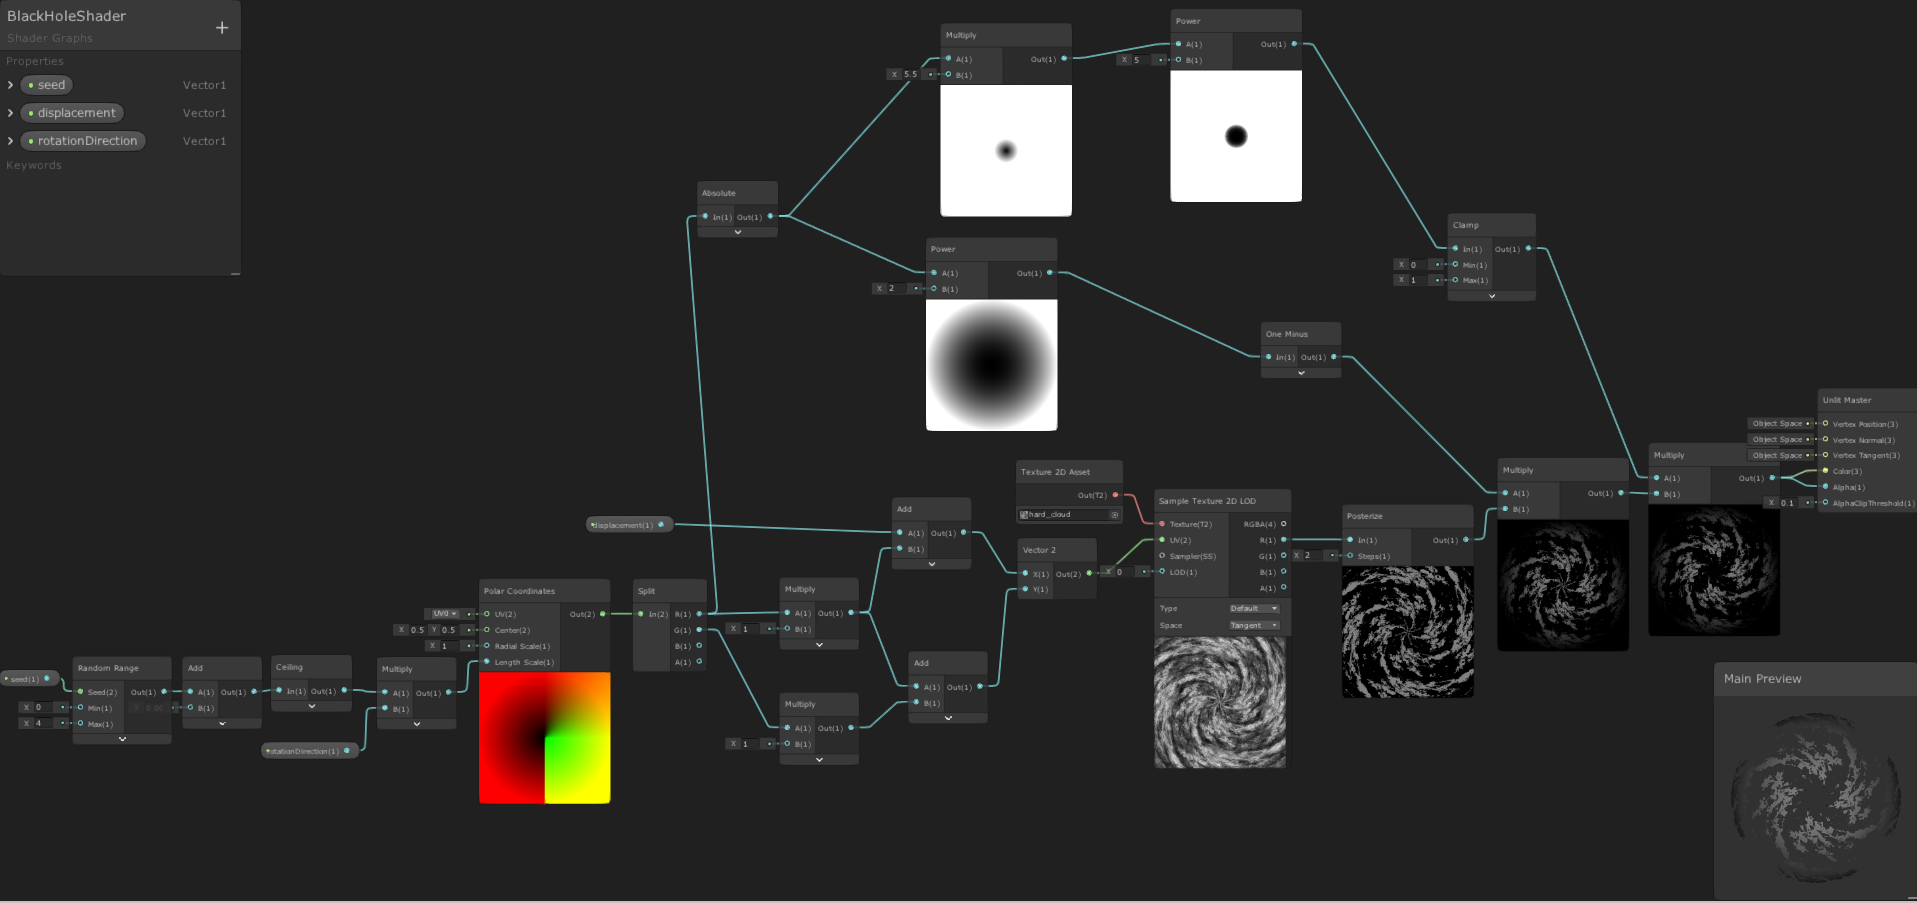 BlackHoleShader
Shader Graphs
Properties
seed Vector1
displacement Vector1
rotationDirection Vector1
Keywords
Multiply
A(1) Out(1)
X 5.5 B(1)
Power
A(1) Out(1)
X 5 B(1)
Absolute
In(1) Out(1)
Power
A(1) Out(1)
X 2 B(1)
Clamp
In(1) Out(1)
X 0 Min(1)
X 1 Max(1)
One Minus
In(1) Out(1)
Unlit Master
Object Space Vertex Position(3)
Object Space Vertex Normal(3)
Object Space Vertex Tangent(3)
Color(3)
Alpha(1)
X 0.1 AlphaClipThreshold(1)
Multiply
A(1) Out(1)
B(1)
Multiply
A(1) Out(1)
B(1)
Texture 2D Asset
Out(T2)
hard_cloud
Sample Texture 2D LOD
Texture(T2) RGBA(4)
UV(2) R(1)
Sampler(SS) G(1)
X 0 LOD(1) B(1)
A(1)
Type Default
Space Tangent
Posterize
In(1) Out(1)
X 2 Steps(1)
displacement(1)
Add
A(1) Out(1)
B(1)
Vector 2
X(1) Out(2)
Y(1)
Polar Coordinates
UV0 UV(2) Out(2)
X 0.5 Y 0.5 Center(2)
X 1 Radial Scale(1)
Length Scale(1)
Split
In(2) R(1)
G(1)
B(1)
A(1)
Multiply
A(1) Out(1)
X 1 B(1)
Add
A(1) Out(1)
B(1)
Multiply
A(1) Out(1)
X 1 B(1)
seed(1)
Random Range
Seed(2) Out(1)
X 0 Min(1)
X 4 Max(1)
Add
A(1) Out(1)
X 0.00 B(1)
Ceiling
In(1) Out(1)
Multiply
A(1) Out(1)
B(1)
otationDirection(1)
Main Preview